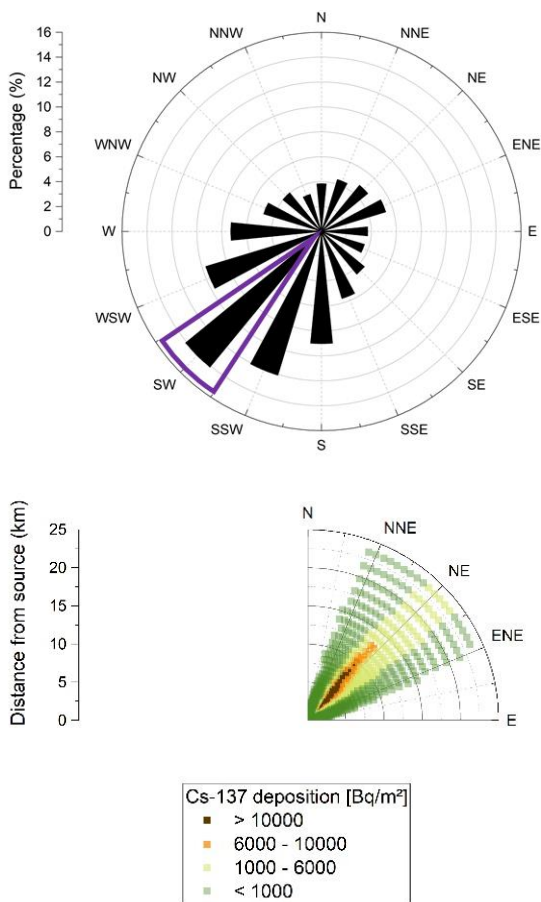 N
NNW
NNE
NW
NE
WNW
ENE
W
E
WSW
ESE
SW
SE
SSW
SSE
S
Percentage (%)
16
14
12
10
8
6
4
2
0
N
NNE
NE
ENE
E
Distance from source (km)
25
20
15
10
5
0
Cs-137 deposition [Bq/m²]
> 10000
6000 - 10000
1000 - 6000
< 1000